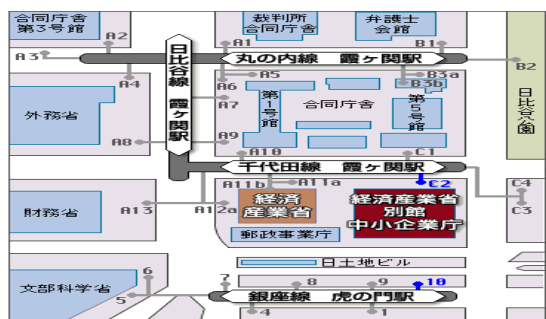 合同庁舎
第3号館
A2
A3
A4
日比谷線 霞ヶ関駅
裁判所
合同庁舎
弁護士
会館
A1
B1
丸の内線 霞ヶ関駅
B2
A5
B3a
B3b
A6
A7
第1号館
合同庁舎
第5号館
日比谷公園
外務省
A8
A9
A10
C1
千代田線 霞ヶ関駅
A11b
A11a
C2
C4
C3
財務省
A13
A12a
経済
産業省
経済産業省
別館
中小企業庁
郵政事業庁
日土地ビル
文部科学省
6
5
7
8
9
10
銀座線 虎の門駅
4
1